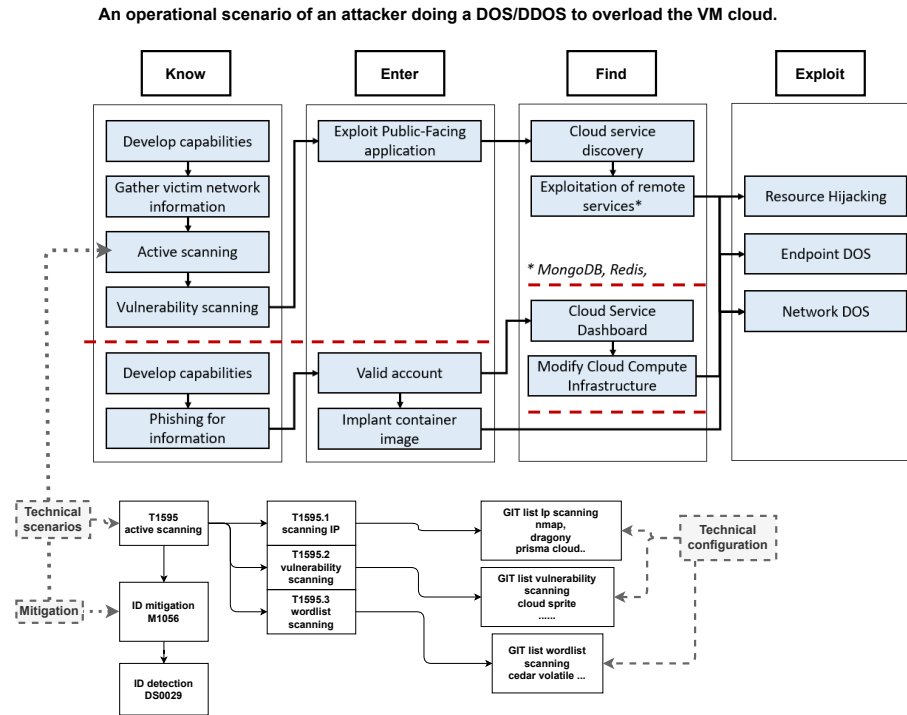 An operational scenario of an attacker doing a DOS/DDOS to overload the VM cloud.
Know
Enter
Find
Exploit
Develop capabilities
Gather victim network
information
Active scanning
Vulnerability scanning
Exploit Public-Facing
application
Cloud service
discovery
Exploitation of remote
services*
* MongoDB, Redis,
Resource Hijacking
Endpoint DOS
Network DOS
Develop capabilities
Phishing for
information
Valid account
Implant container
image
Cloud Service
Dashboard
Modify Cloud Compute
Infrastructure
Technical
scenarios
Mitigation
T1595
active scanning
ID mitigation
M1056
ID detection
DS0029
T1595.1
scanning IP
T1595.2
vulnerability
scanning
T1595.3
wordlist
scanning
GIT list Ip scanning
nmap,
dragony
prisma cloud..
GIT list vulnerability
scanning
cloud sprite
......
GIT list wordlist
scanning
cedar volatile ...
Technical
configuration